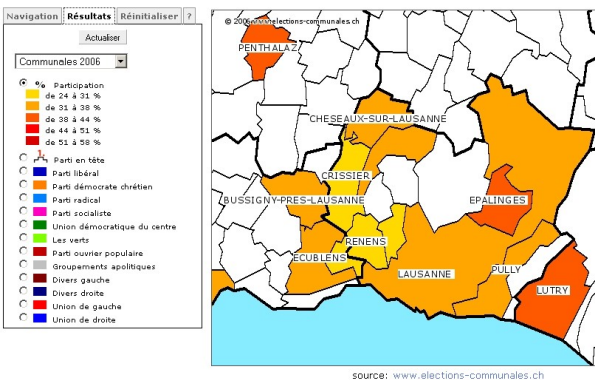 Navigation Résultats Réinitialiser ?
Actualiser
Communales 2006
% Participation
de 24 à 31 %
de 31 à 38 %
de 38 à 44 %
de 44 à 51 %
de 51 à 58 %
Parti en tête
Parti libéral
Parti démocrate chrétien
Parti radical
Parti socialiste
Union démocratique du centre
Les verts
Parti ouvrier populaire
Groupements apolitiques
Divers gauche
Divers droite
Union de gauche
Union de droite
© 2006 www.elections-communales.ch
PENTHALAZ
CHESEAUX-SUR-LAUSANNE
CRISSIER
BUSSIGNY-PRES-LAUSANNE
EPALINGES
RENENS
ECUBLENS
LAUSANNE
PULLY
LUTRY
source: www.elections-communales.ch